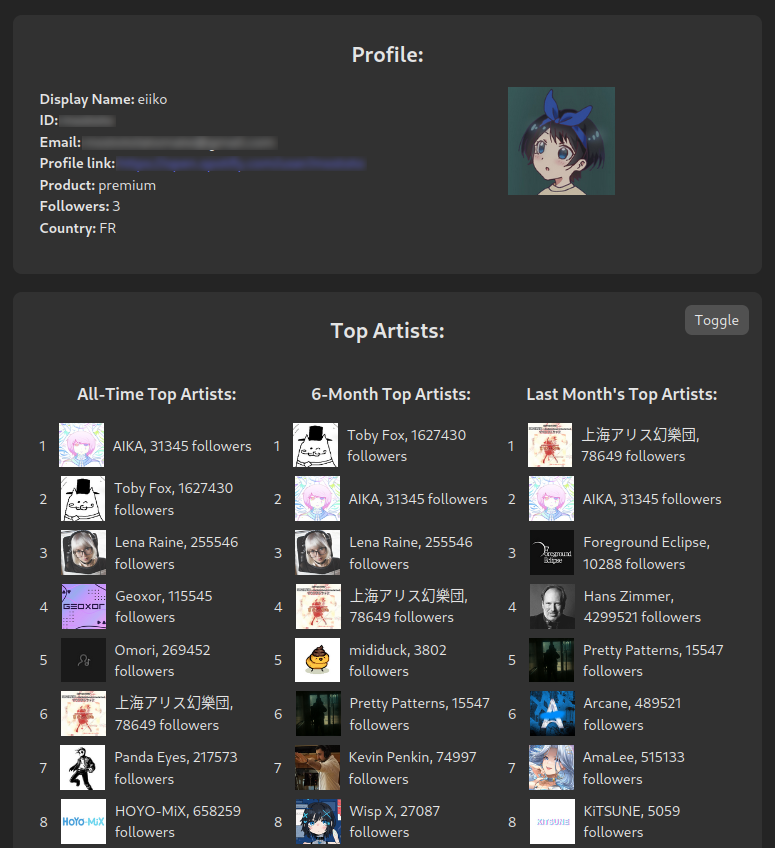 Profile:
Display Name: eiiko
ID:
Email:
Profile link:
Product: premium
Followers: 3
Country: FR
Top Artists:
Toggle
All-Time Top Artists:
1 AIKA, 31345 followers
2 Toby Fox, 1627430
followers
3 Lena Raine, 255546
followers
4 Geoxor, 115545
followers
GEOXOR
5 Omori, 269452
followers
6 上海アリス幻樂団,
78649 followers
7 Panda Eyes, 217573
followers
8 HOYO-MiX, 658259
followers
HOYO-MiX
6-Month Top Artists:
1 Toby Fox, 1627430
followers
2 AIKA, 31345 followers
3 Lena Raine, 255546
followers
4 上海アリス幻樂団,
78649 followers
5 mididuck, 3802
followers
6 Pretty Patterns, 15547
followers
7 Kevin Penkin, 74997
followers
8 Wisp X, 27087
followers
Last Month's Top Artists:
1 上海アリス幻樂団,
78649 followers
2 AIKA, 31345 followers
3 Foreground Eclipse,
10288 followers
Foreground
Eclipse
4 Hans Zimmer,
4299521 followers
5 Pretty Patterns, 15547
followers
6 Arcane, 489521
followers
7 AmaLee, 515133
followers
8 KiTSUNE, 5059
followers
KiTSUNE